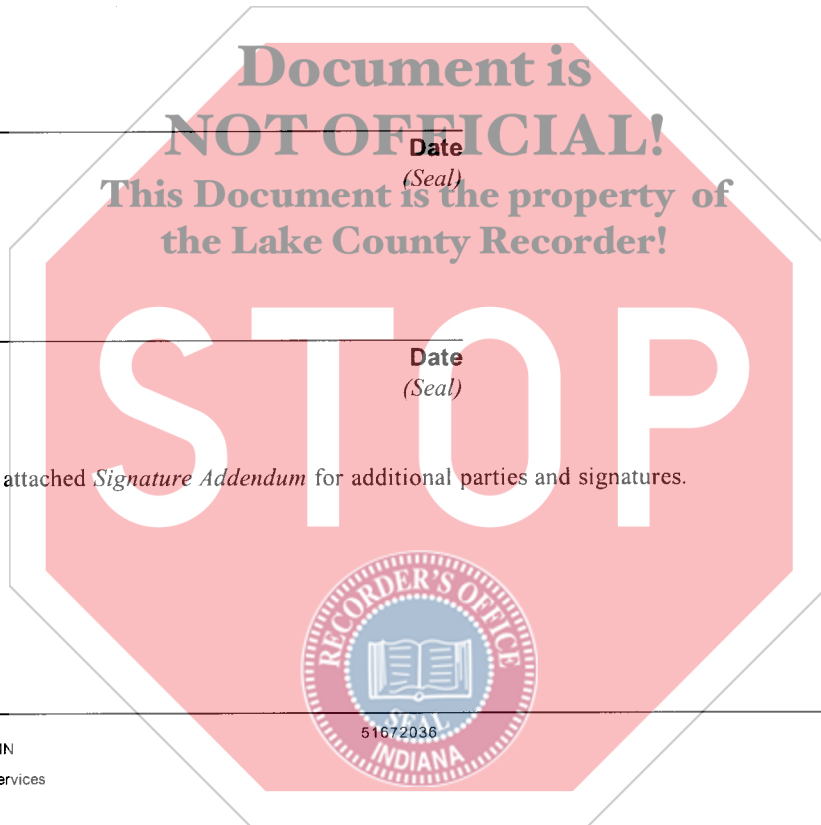 Document is
NOT OFFICIAL!
Date
(Seal)
This Document is the property of
the Lake County Recorder!
STOP
Date
(Seal)
attached Signature Addendum for additional parties and signatures.
RECORDER'S OFFICE
SEAL
51672036
INDIANA
IN
ervices